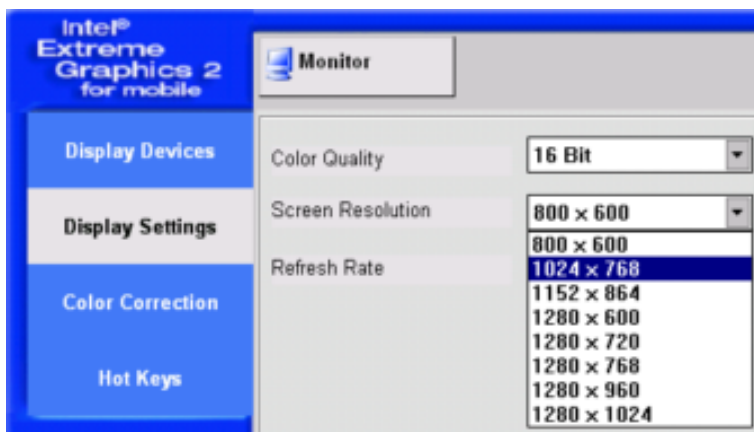 Intel®
Extreme
Graphics 2
for mobile
Monitor
Display Devices
Display Settings
Color Correction
Hot Keys
Color Quality
16 Bit
Screen Resolution
800 x 600
800 x 600
1024 x 768
1152 x 864
1280 x 600
1280 x 720
1280 x 768
1280 x 960
1280 x 1024
Refresh Rate